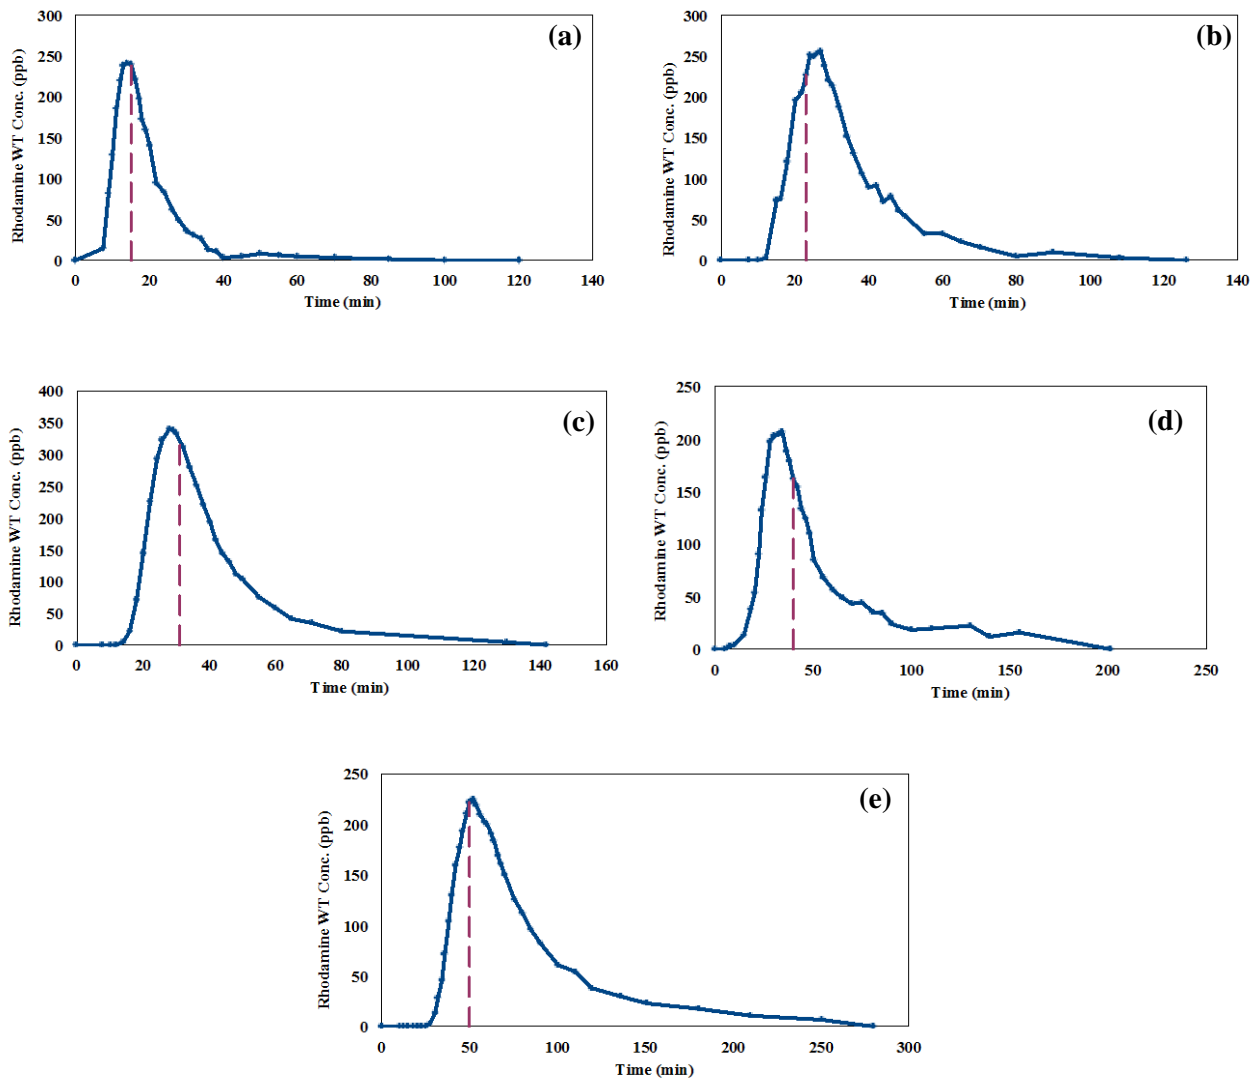 (a)
Rhodamine WT Conc. (ppb)
300
250
200
150
100
50
0
0 20 40 60 80 100 120 140
Time (min)
(b)
Rhodamine WT Conc. (ppb)
300
250
200
150
100
50
0
0 20 40 60 80 100 120 140
Time (min)
(c)
Rhodamine WT Conc. (ppb)
400
350
300
250
200
150
100
50
0
0 20 40 60 80 100 120 140 160
Time (min)
(d)
Rhodamine WT Conc. (ppb)
250
200
150
100
50
0
0 50 100 150 200 250
Time (min)
(e)
Rhodamine WT Conc. (ppb)
250
200
150
100
50
0
0 50 100 150 200 250 300
Time (min)